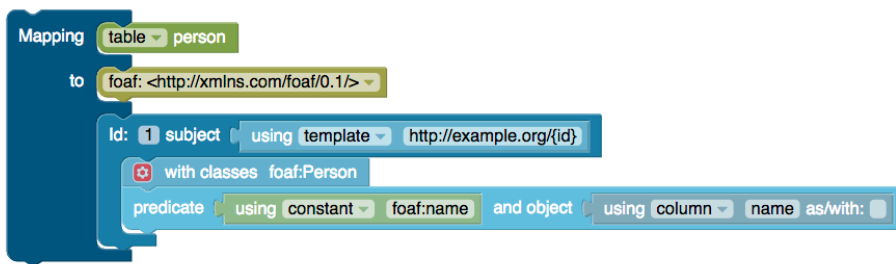 Mapping table person
to foaf: <http://xmlns.com/foaf/0.1/>
Id: 1 subject using template http://example.org/{id}
with classes foaf:Person
predicate using constant foaf:name and object using column name as/with: